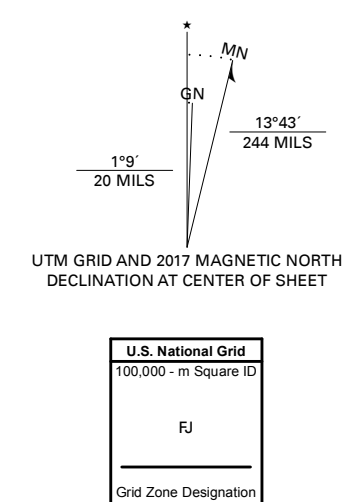 ★
MN
GN
13°43´
244 MILS
1°9´
20 MILS
UTM GRID AND 2017 MAGNETIC NORTH
DECLINATION AT CENTER OF SHEET
U.S. National Grid
100,000 - m Square ID
FJ
Grid Zone Designation